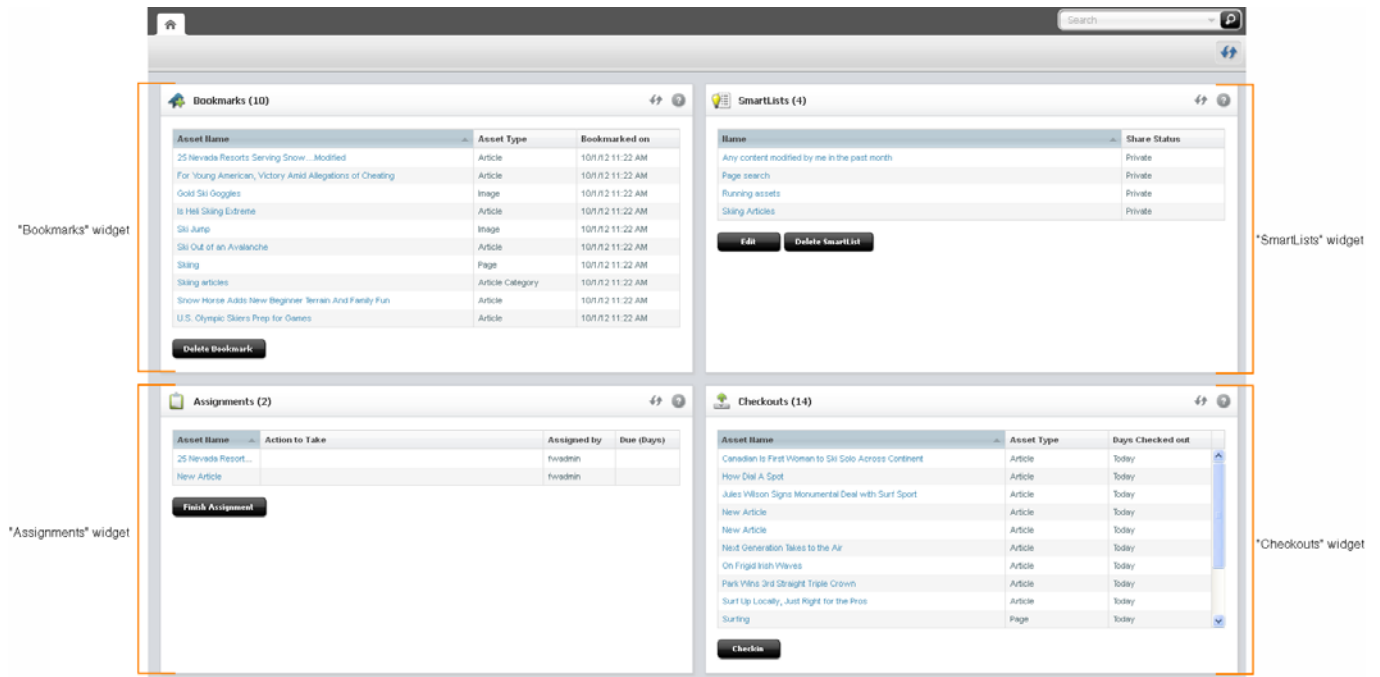 Search
"Bookmarks" widget
Bookmarks (10)
Asset Name Asset Type Bookmarked on
25 Nevada Resorts Serving Snow ...Modified Article 10/1/12 11:22 AM
For Young American, Victory Amid Allegations of Cheating Article 10/1/12 11:22 AM
Gold Ski Goggles Image 10/1/12 11:22 AM
Is Heli Skiing Extreme Article 10/1/12 11:22 AM
Ski Jump Image 10/1/12 11:22 AM
Ski Out of an Avalanche Article 10/1/12 11:22 AM
Skiing Page 10/1/12 11:22 AM
Skiing articles Article Category 10/1/12 11:22 AM
Snow Horse Adds New Beginner Terrain And Family Fun Article 10/1/12 11:22 AM
U.S. Olympic Skiers Prep for Games Article 10/1/12 11:22 AM
Delete Bookmark
SmartLists (4)
Name Share Status
Any content modified by me in the past month Private
Page search Private
Running assets Private
Skiing Articles Private
Edit Delete SmartList
"SmartLists" widget
"Assignments" widget
Assignments (2)
Asset Name Action to Take Assigned by Due (Days)
25 Nevada Resort... fwadmin
New Article fwadmin
Finish Assignment
Checkouts (14)
Asset Name Asset Type Days Checked out
Canadian Is First Woman to Ski Solo Across Continent Article Today
How Dial A Spot Article Today
Jules Wilson Signs Monumental Deal with Surf Sport Article Today
New Article Article Today
New Article Article Today
Next Generation Takes to the Air Article Today
On Frigid Irish Waves Article Today
Park Wins 3rd Straight Triple Crown Article Today
Surf Up Locally, Just Right for the Pros Article Today
Surfing Page Today
Checkin
"Checkouts" widget